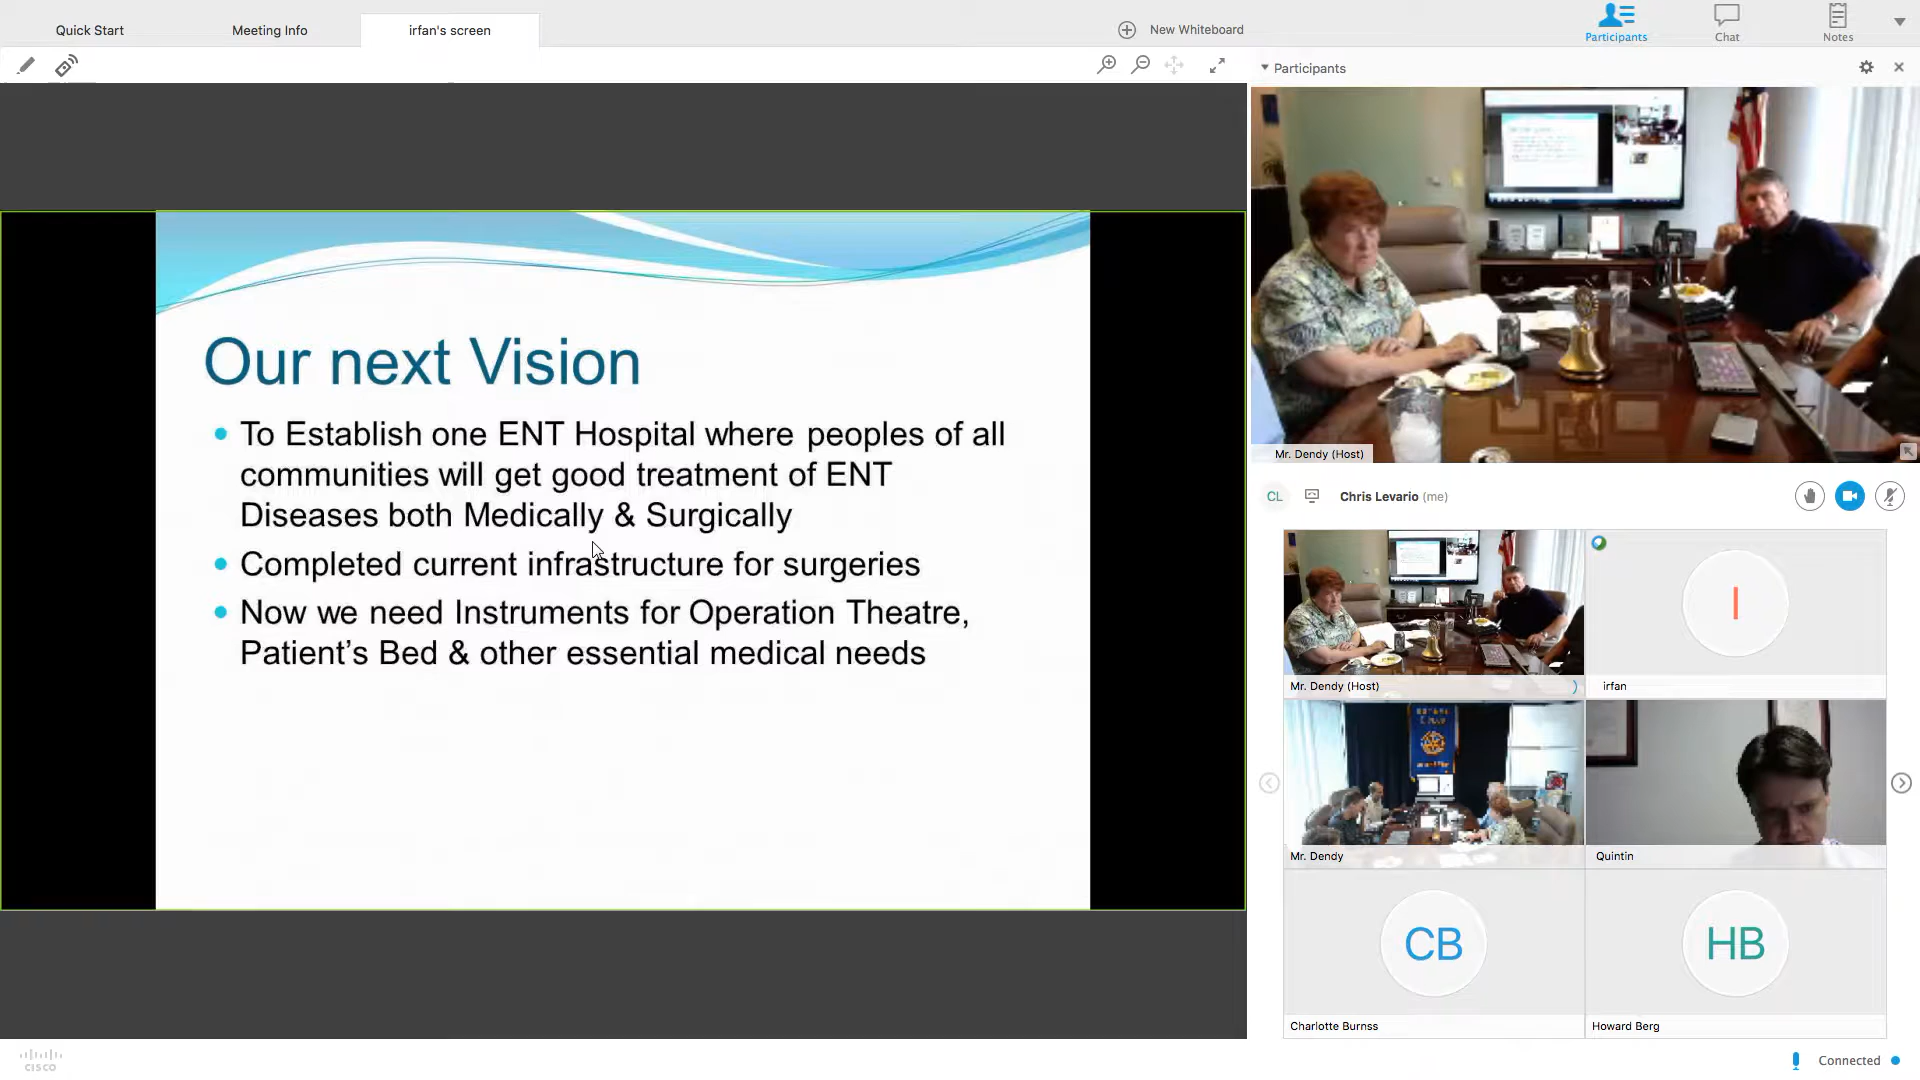 Quick Start
Meeting Info
irfan's screen
New Whiteboard
Participants
Chat
Notes
Participants
Our next Vision
To Establish one ENT Hospital where peoples of all
communities will get good treatment of ENT
Diseases both Medically & Surgically
Completed current infrastructure for surgeries
Now we need Instruments for Operation Theatre,
Patient's Bed & other essential medical needs
Mr. Dendy (Host)
CL
Chris Levario (me)
Mr. Dendy (Host)
I
irfan
Mr. Dendy
Quintin
CB
Charlotte Burnss
HB
Howard Berg
CISCO
Connected